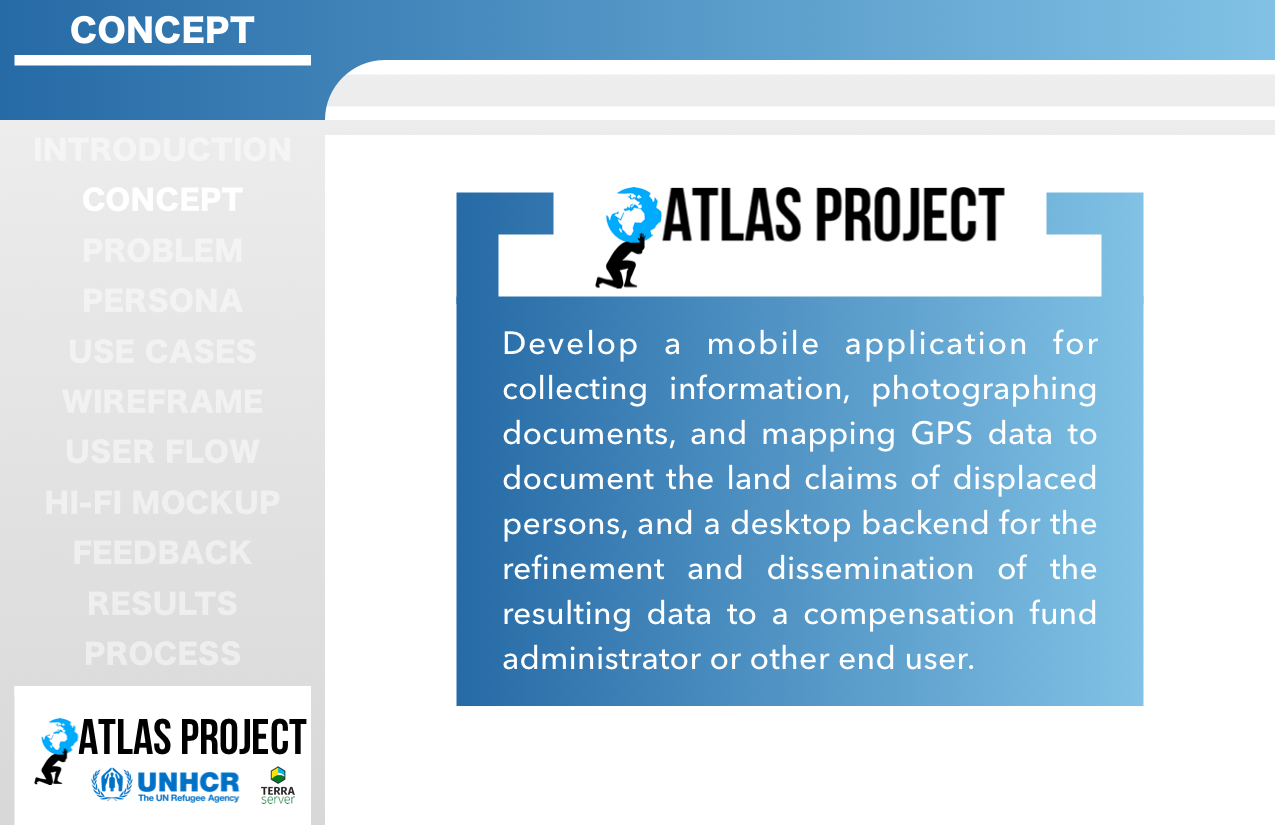 CONCEPT
INTRODUCTION
CONCEPT
PROBLEM
PERSONA
USE CASES
WIREFRAME
USER FLOW
HI-FI MOCKUP
FEEDBACK
RESULTS
PROCESS
ATLAS PROJECT
UNHCR
The UN Refugee Agency
TERRA
server
ATLAS PROJECT
Develop a mobile application for
collecting information, photographing
documents, and mapping GPS data to
document the land claims of displaced
persons, and a desktop backend for the
refinement and dissemination of the
resulting data to a compensation fund
administrator or other end user.